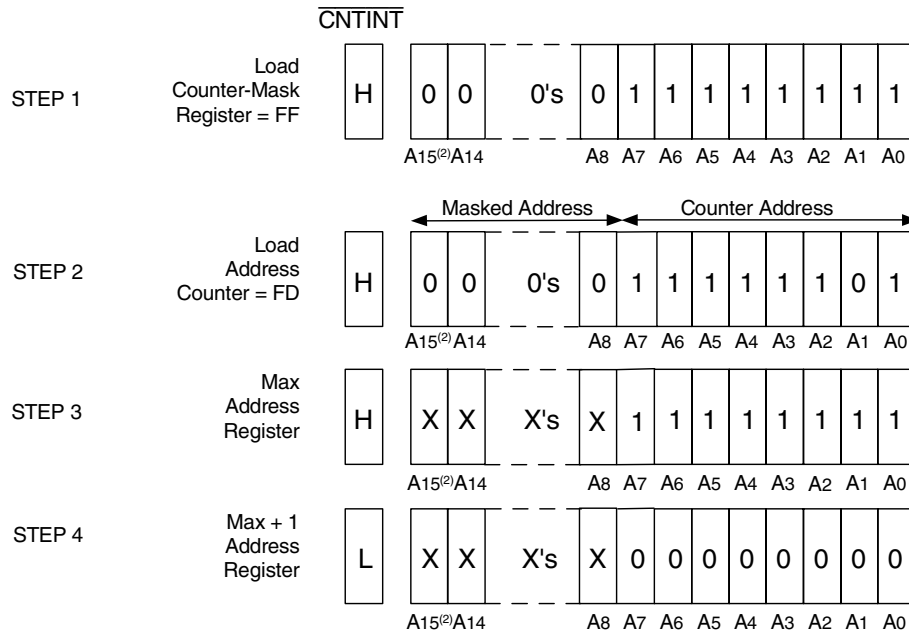 CNTINT
STEP 1
Load
Counter-Mask
Register = FF
H 0 0 0's 0 1 1 1 1 1 1 1 1
A15(2) A14 A8 A7 A6 A5 A4 A3 A2 A1 A0
Masked Address Counter Address
STEP 2
Load
Address
Counter = FD
H 0 0 0's 0 1 1 1 1 1 1 0 1
A15(2) A14 A8 A7 A6 A5 A4 A3 A2 A1 A0
STEP 3
Max
Address
Register
H X X X's X 1 1 1 1 1 1 1 1
A15(2) A14 A8 A7 A6 A5 A4 A3 A2 A1 A0
STEP 4
Max + 1
Address
Register
L X X X's X 0 0 0 0 0 0 0 0
A15(2) A14 A8 A7 A6 A5 A4 A3 A2 A1 A0